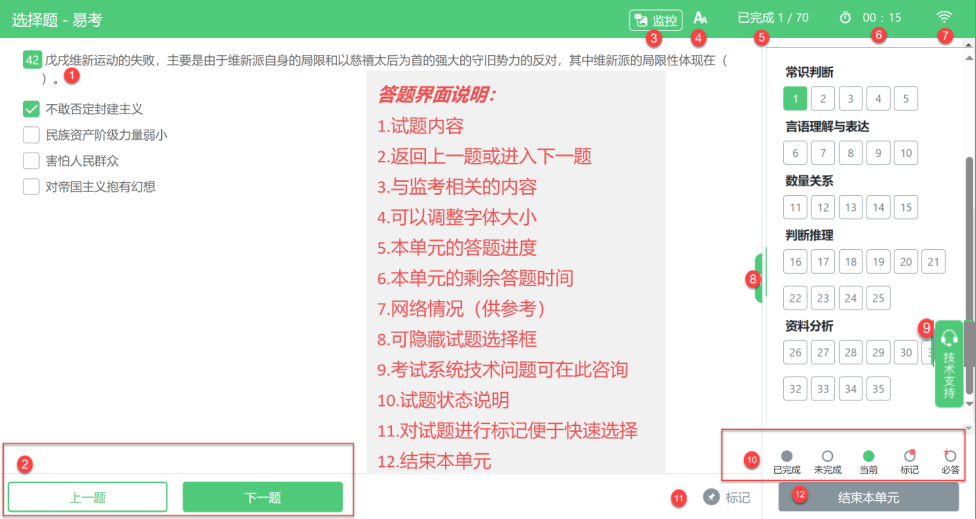 选择题 - 易考
监控
AA
已完成 1 / 70
00 : 15
3
4
5
6
7
42 戊戌维新运动的失败，主要是由于维新派自身的局限和以慈禧太后为首的强大的守旧势力的反对，其中维新派的局限性体现在（
）。 1
不敢否定封建主义
民族资产阶级力量弱小
害怕人民群众
对帝国主义抱有幻想
答题界面说明：
1.试题内容
2.返回上一题或进入下一题
3.与监考相关的内容
4.可以调整字体大小
5.本单元的答题进度
6.本单元的剩余答题时间
7.网络情况（供参考）
8.可隐藏试题选择框
9.考试系统技术问题可在此咨询
10.试题状态说明
11.对试题进行标记便于快速选择
12.结束本单元
常识判断
1 2 3 4 5
言语理解与表达
6 7 8 9 10
数量关系
11 12 13 14 15
判断推理
16 17 18 19 20 21
8
22 23 24 25
资料分析
9
26 27 28 29 30
技术支持
32 33 34 35
2
上一题
下一题
10
已完成 未完成 当前 标记 必答
11
标记
12
结束本单元